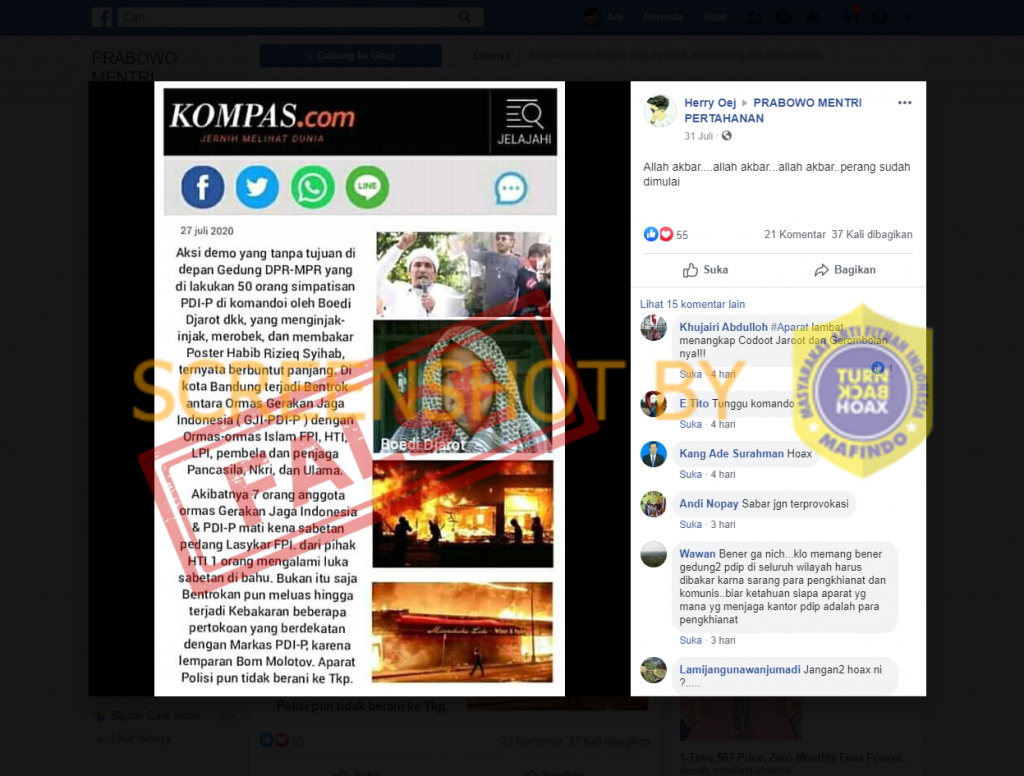 Cari
Adi
Beranda
Buat
PRABOWO
MENTRI
+ Gabung ke Grup
Lainnya
KOMPAS.com
JERNIH MELIHAT DUNIA
JELAJAHI
LINE
27 juli 2020
Aksi demo yang tanpa tujuan di
depan Gedung DPR-MPR yang
di lakukan 50 orang simpatisan
PDI-P di komandoi oleh Boedi
Djarot dkk, yang menginjak-
injak, merobek, dan membakar
Poster Habib Rizieq Syihab,
ternyata berbuntut panjang. Di
kota Bandung terjadi Bentrok
antara Ormas Gerakan Jaga
Indonesia ( GJI-PDI-P ) dengan
Ormas-ormas Islam FPI, HTI,
LPI, pembela dan penjaga
Pancasila, Nkri, dan Ulama.
Akibatnya 7 orang anggota
ormas Gerakan Jaga Indonesia
& PDI-P mati kena sabetan
pedang Lasykar FPI. dari pihak
HTI 1 orang mengalami luka
sabetan di bahu. Bukan itu saja
Bentrokan pun meluas hingga
terjadi Kebakaran beberapa
pertokoan yang berdekatan
dengan Markas PDI-P, karena
lemparan Bom Molotov. Aparat
Polisi pun tidak berani ke Tkp.
Boedi Djarot
SCREENSHOT BY
MASYARAKAT ANTI FITNAH INDONESIA
TURN
BACK
HOAX
MAFINDO
Herry Oej PRABOWO MENTRI
PERTAHANAN
31 Juli
Allah akbar....allah akbar...allah akbar..perang sudah
dimulai
55
21 Komentar 37 Kali dibagikan
Suka
Bagikan
Lihat 15 komentar lain
Khujairi Abdulloh #Aparat lambat
menangkap Codoot Jaroot dan Gerombolan
nya!!!
1
Suka · 4 hari
E Tito Tunggu komando
Suka · 4 hari
Kang Ade Surahman Hoax
Suka · 4 hari
Andi Nopay Sabar jgn terprovokasi
Suka · 3 hari
Wawan Bener ga nich...klo memang bener
gedung2 pdip di seluruh wilayah harus
dibakar karna sarang para pengkhianat dan
komunis..biar ketahuan siapa aparat yg
mana yg menjaga kantor pdip adalah para
pengkhianat
Suka · 3 hari
Lamijangunawanjumadi Jangan2 hoax ni
?.....
Bipolar Care Indon...
Lihat lainnya
Polisi pun tidak berani ke Tkp.
55
21 Komentar 37 Kali dibagikan
1-Time $67 Price. Zero Monthly Fees Foreve...
doodly.com/last-chance